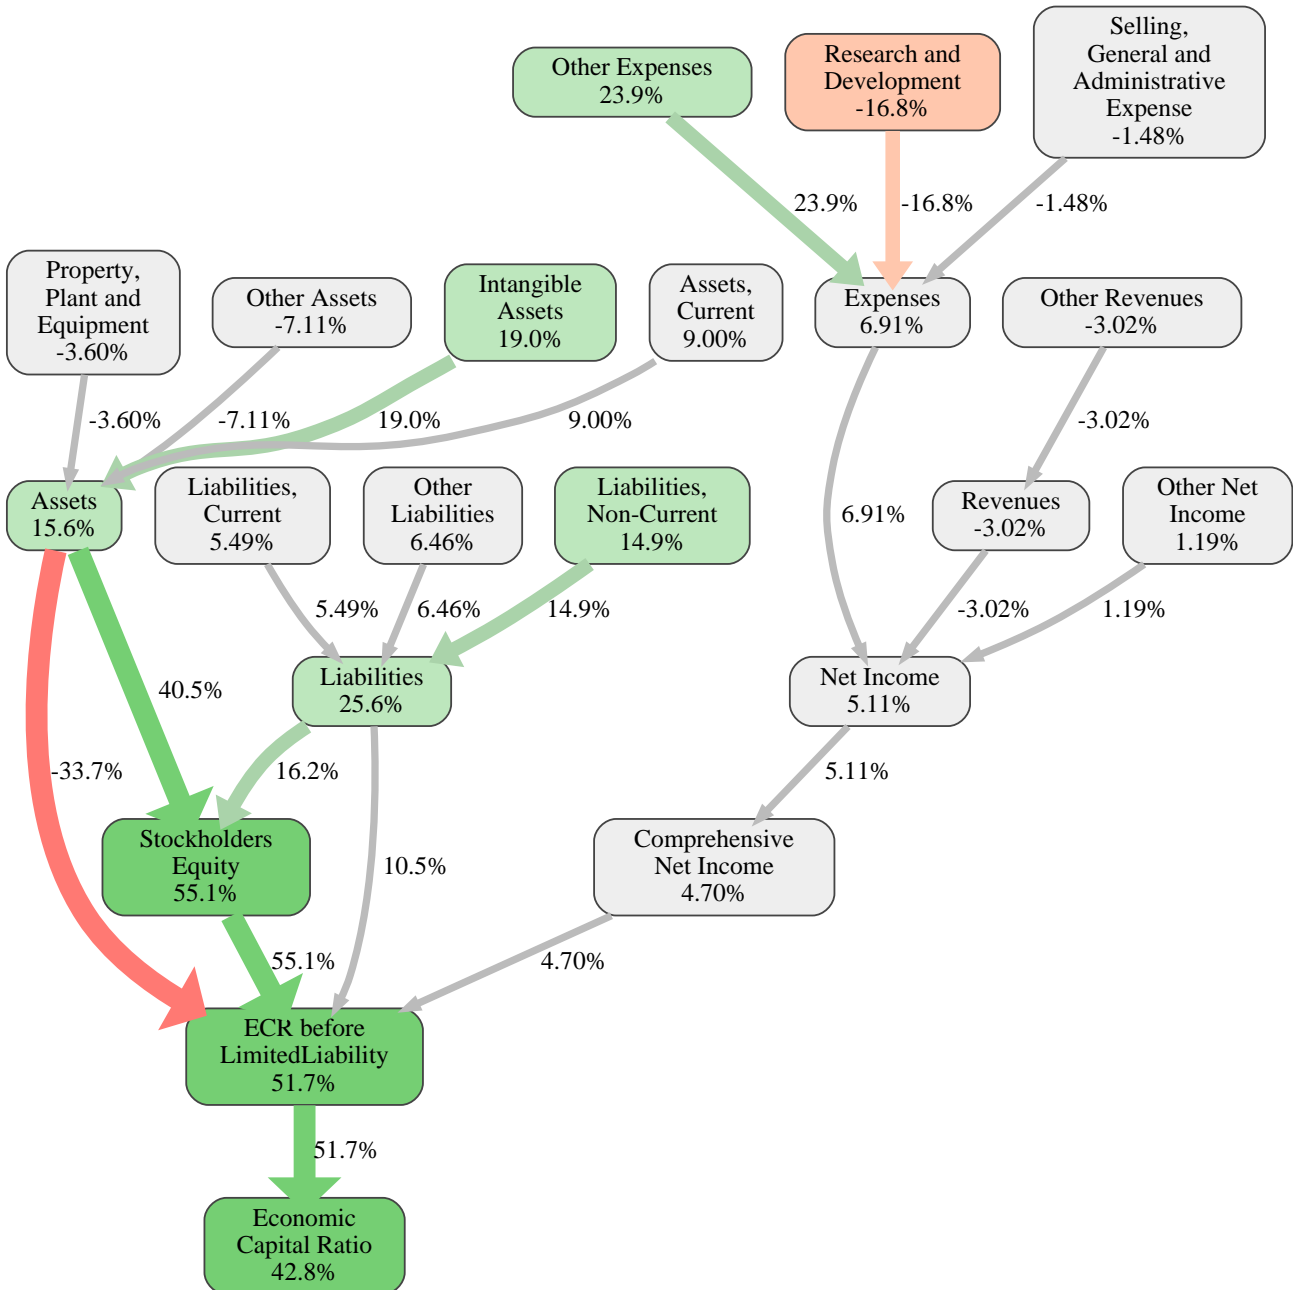 Other Expenses
23.9%
Research and
Development
-16.8%
Selling,
General and
Administrative
Expense
-1.48%
23.9%
-16.8%
-1.48%
Property,
Plant and
Equipment
-3.60%
Other Assets
-7.11%
Intangible
Assets
19.0%
Assets,
Current
9.00%
Expenses
6.91%
Other Revenues
-3.02%
-3.60%
-7.11%
19.0%
9.00%
-3.02%
Assets
15.6%
Liabilities,
Current
5.49%
Other
Liabilities
6.46%
Liabilities,
Non-Current
14.9%
6.91%
Revenues
-3.02%
Other Net
Income
1.19%
5.49%
6.46%
14.9%
-3.02%
1.19%
Liabilities
25.6%
Net Income
5.11%
40.5%
-33.7%
16.2%
5.11%
Stockholders
Equity
55.1%
10.5%
Comprehensive
Net Income
4.70%
55.1%
4.70%
ECR before
LimitedLiability
51.7%
51.7%
Economic
Capital Ratio
42.8%